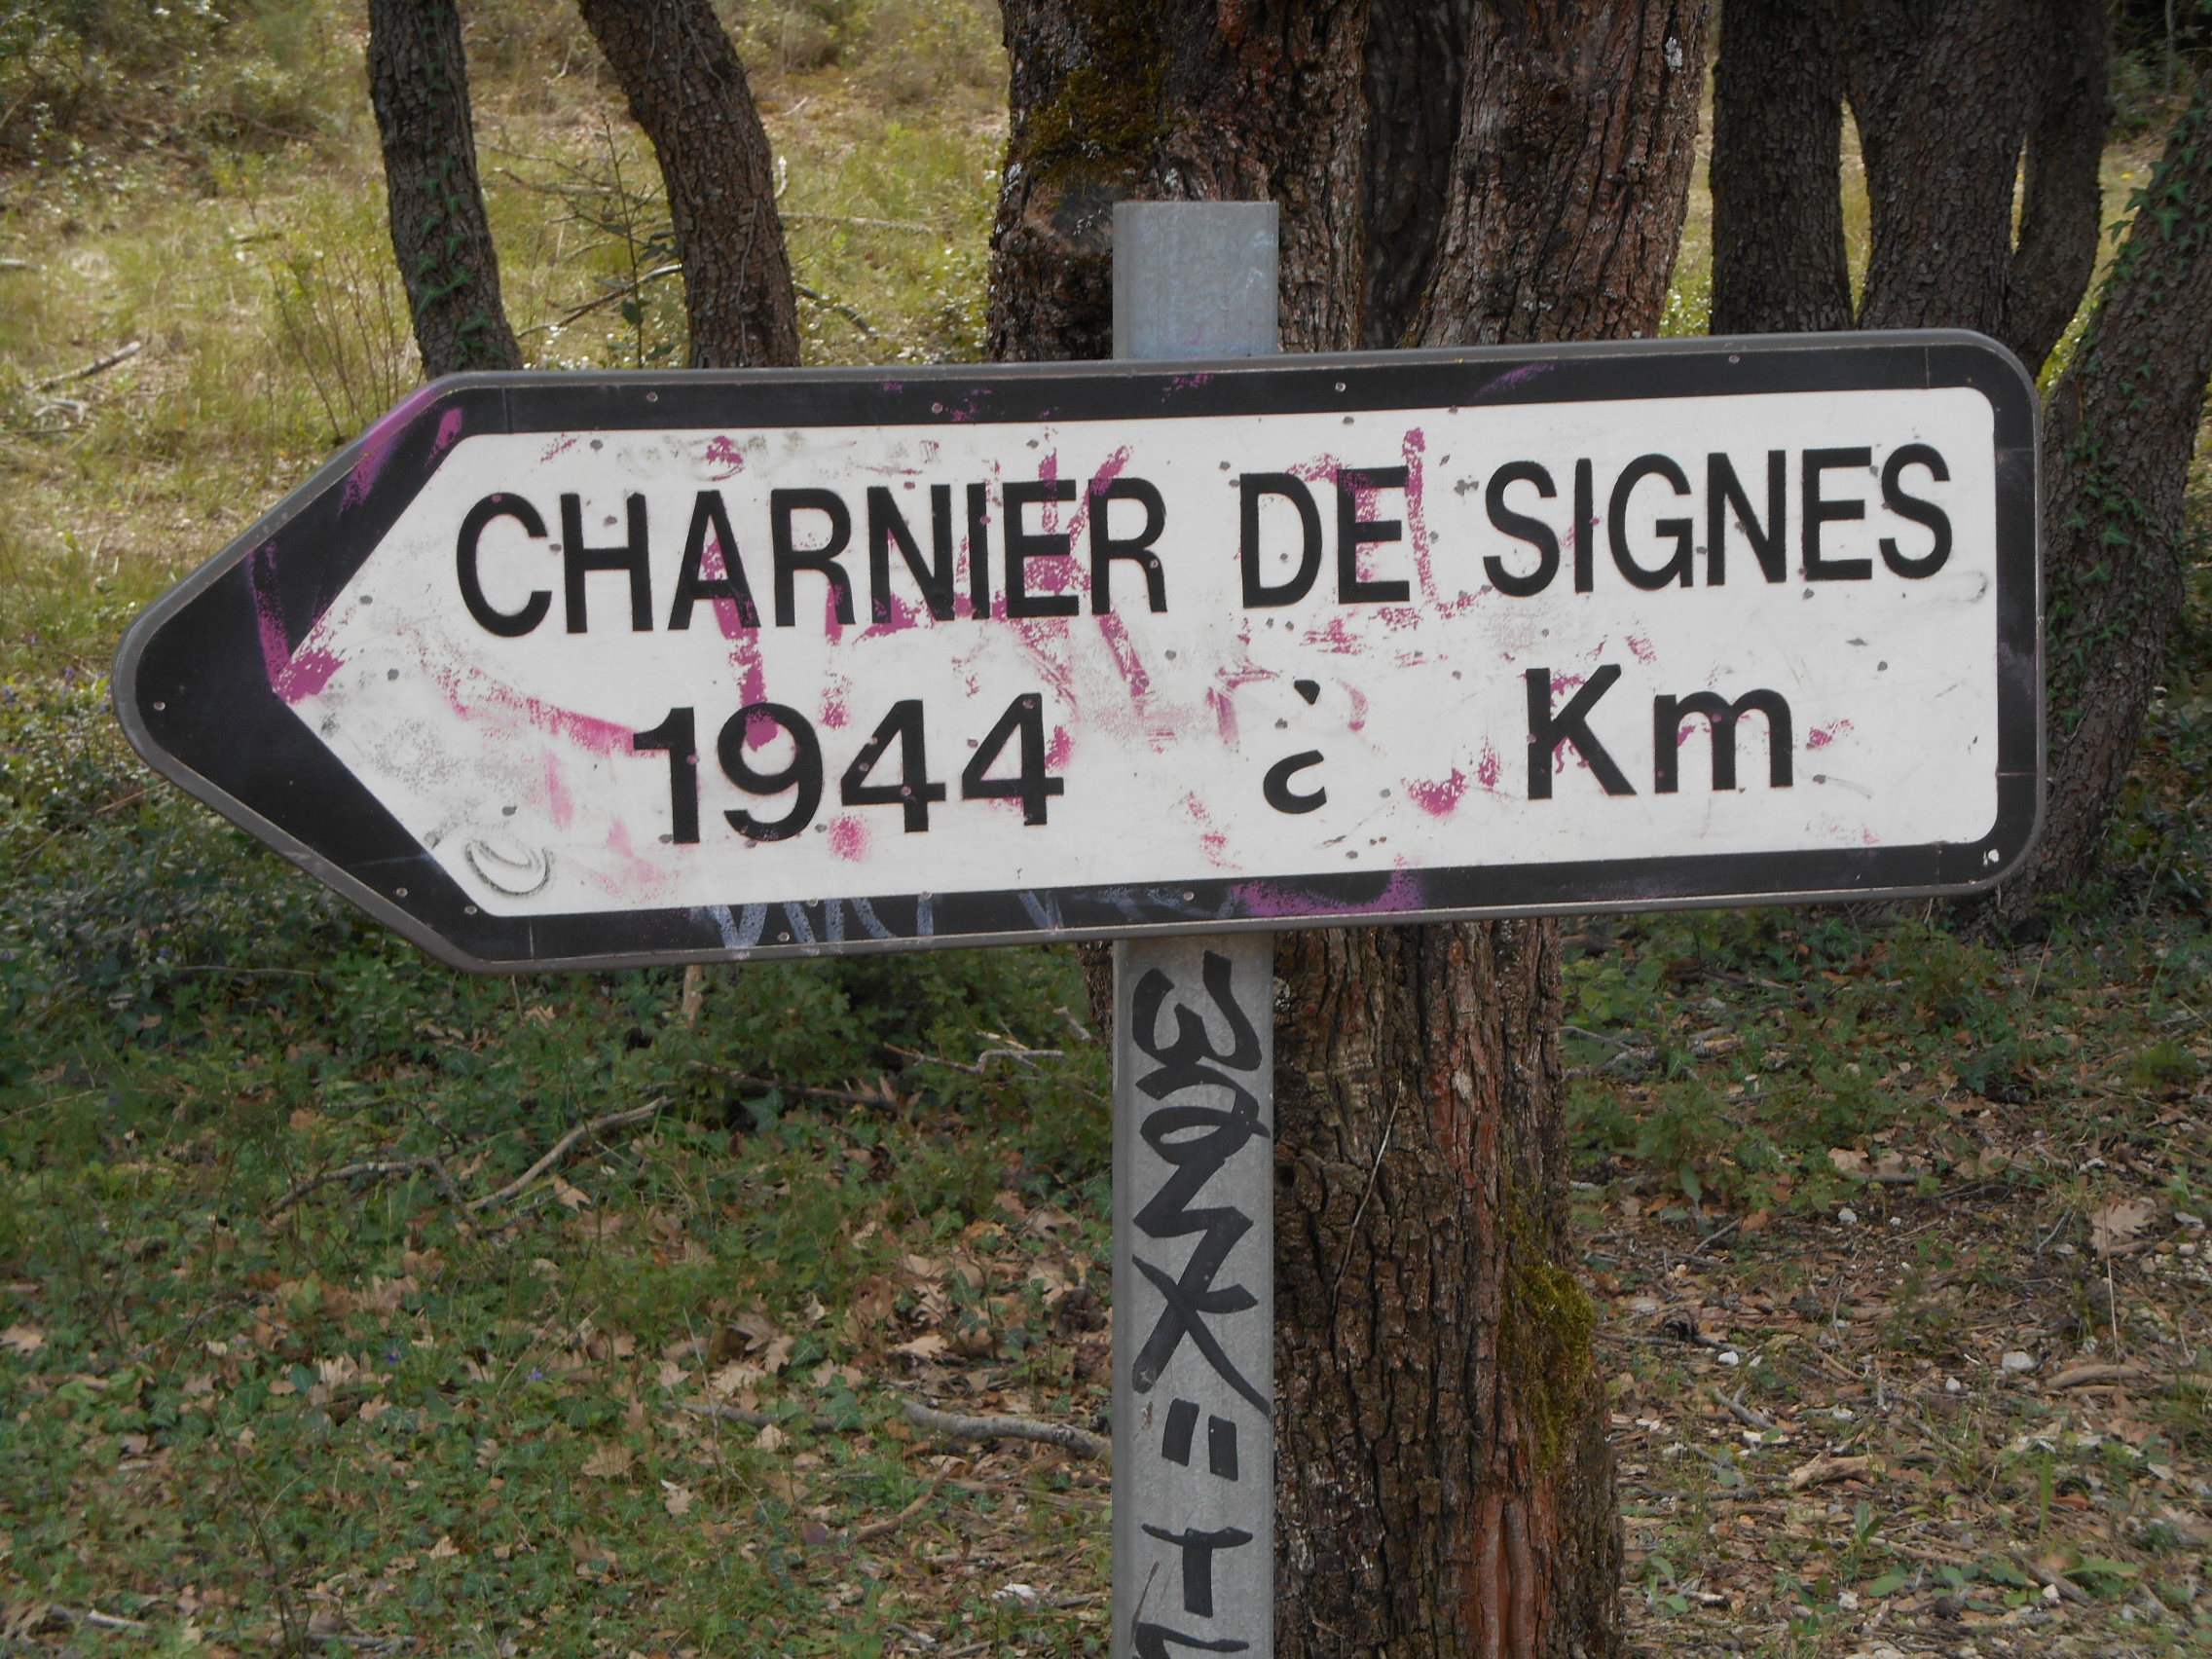 CHARNIER DE SIGNES
1944 à Km